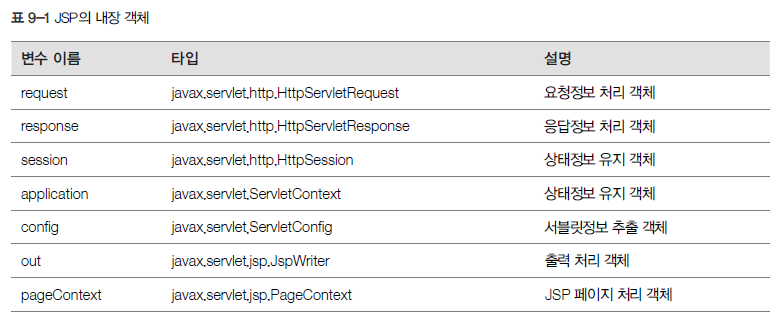 표 9-1 JSP의 내장 객체
변수 이름 타입 설명
request javax.servlet.http.HttpServletRequest 요청정보 처리 객체
response javax.servlet.http.HttpServletResponse 응답정보 처리 객체
session javax.servlet.http.HttpSession 상태정보 유지 객체
application javax.servlet.ServletContext 상태정보 유지 객체
config javax.servlet.ServletConfig 서블릿정보 추출 객체
out javax.servlet.jsp.JspWriter 출력 처리 객체
pageContext javax.servlet.jsp.PageContext JSP 페이지 처리 객체